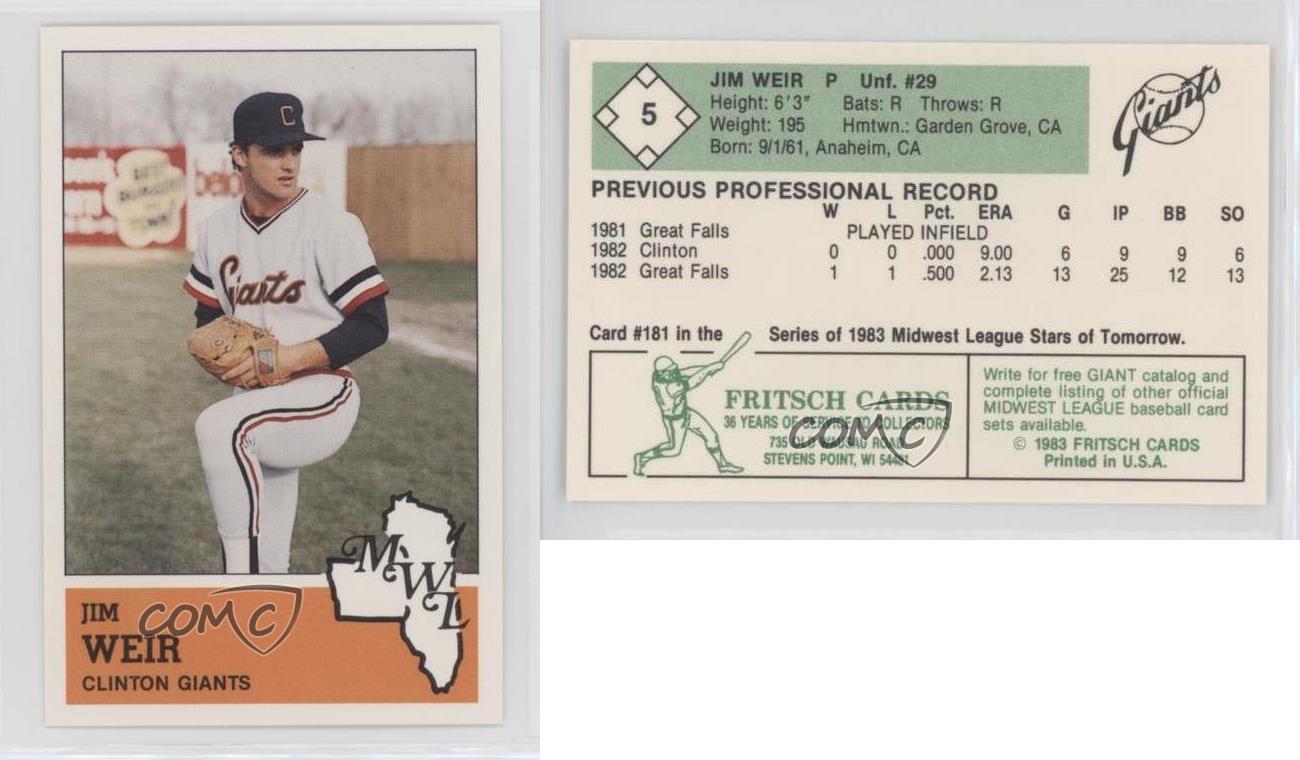 C
Giants
MWL
JIM
WEIR
CLINTON GIANTS
COMC
5
JIM WEIR P Unf. #29
Height: 6'3" Bats: R Throws: R
Weight: 195 Hmtwn.: Garden Grove, CA
Born: 9/1/61, Anaheim, CA
Giants
PREVIOUS PROFESSIONAL RECORD
W L Pct. ERA G IP BB SO
1981 Great Falls PLAYED INFIELD
1982 Clinton 0 0 .000 9.00 6 9 9 6
1982 Great Falls 1 1 .500 2.13 13 25 12 13
Card #181 in the Series of 1983 Midwest League Stars of Tomorrow.
FRITSCH CARDS
36 YEARS OF SERVICE TO COLLECTORS
735 OLD WAUSAU ROAD
STEVENS POINT, WI 54481
COMC
Write for free GIANT catalog and
complete listing of other official
MIDWEST LEAGUE baseball card
sets available.
© 1983 FRITSCH CARDS
Printed in U.S.A.